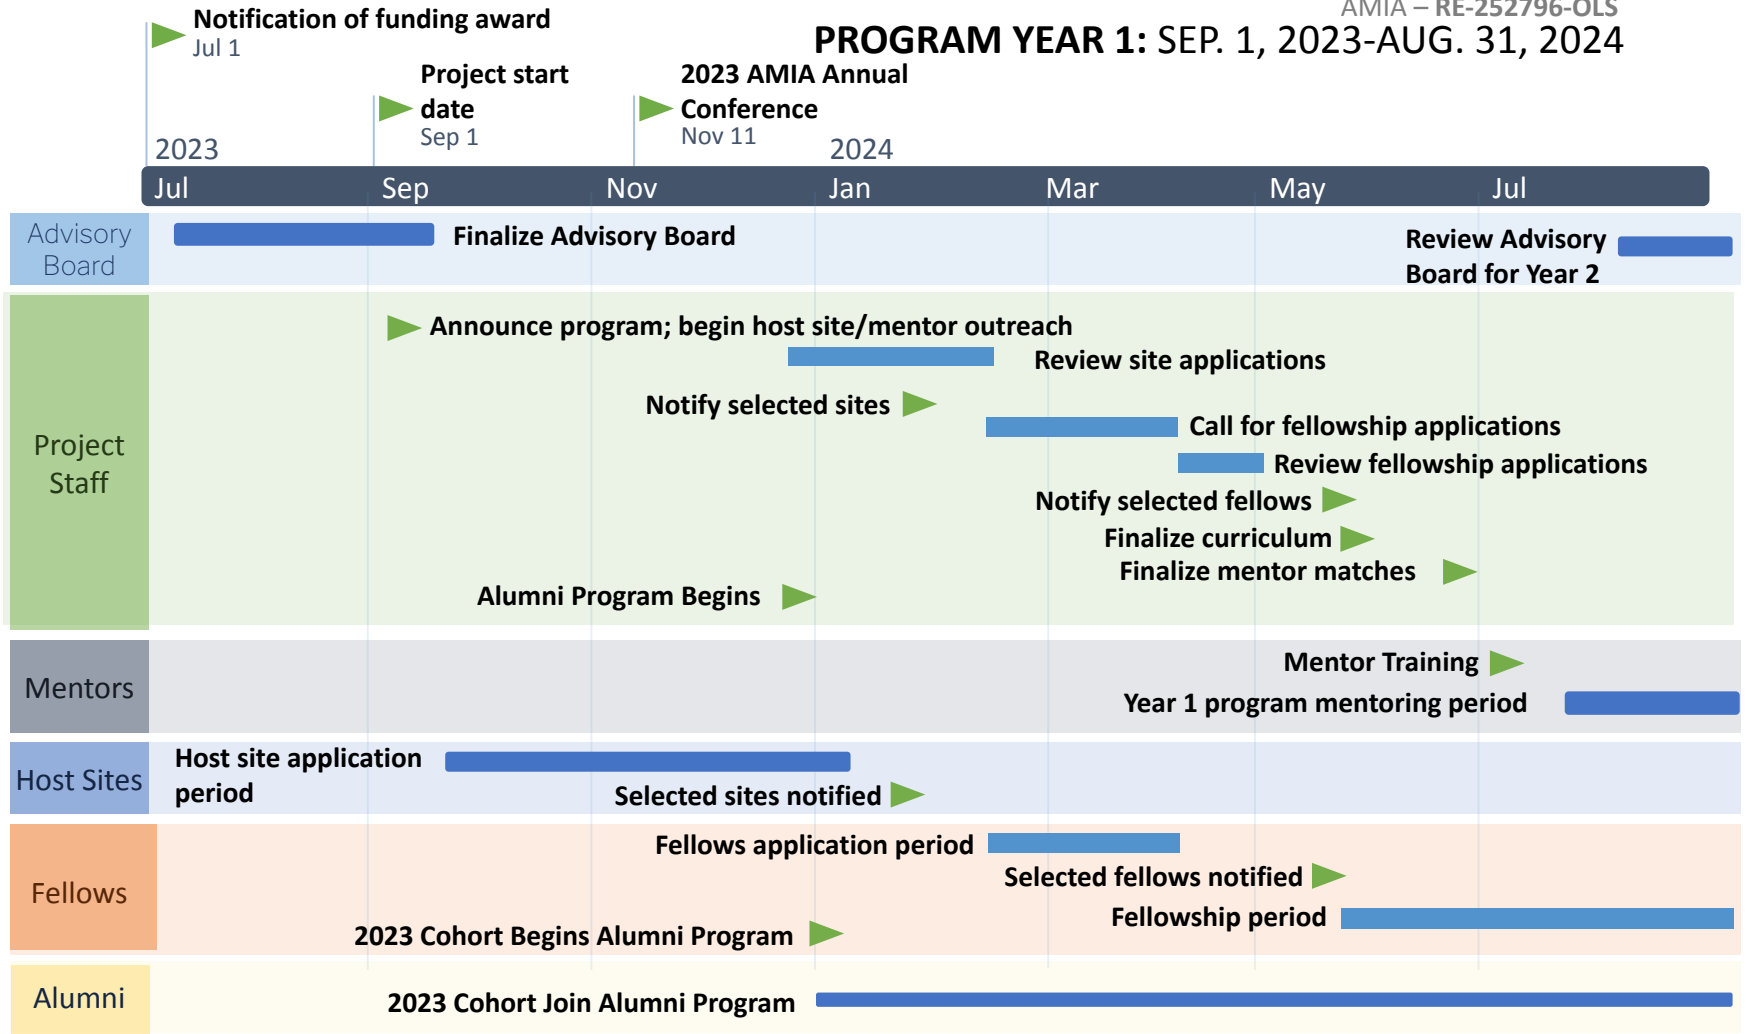 AMIA – RE-252796-OLS
PROGRAM YEAR 1: SEP. 1, 2023-AUG. 31, 2024
Notification of funding award
Jul 1
Project start
date
Sep 1
2023 AMIA Annual
Conference
Nov 11
2023
2024
Jul
Sep
Nov
Jan
Mar
May
Jul
Advisory
Board
Finalize Advisory Board
Review Advisory
Board for Year 2
Project
Staff
Announce program; begin host site/mentor outreach
Review site applications
Notify selected sites
Call for fellowship applications
Review fellowship applications
Notify selected fellows
Finalize curriculum
Finalize mentor matches
Alumni Program Begins
Mentors
Mentor Training
Year 1 program mentoring period
Host Sites
Host site application
period
Selected sites notified
Fellows
Fellows application period
Selected fellows notified
Fellowship period
2023 Cohort Begins Alumni Program
Alumni
2023 Cohort Join Alumni Program